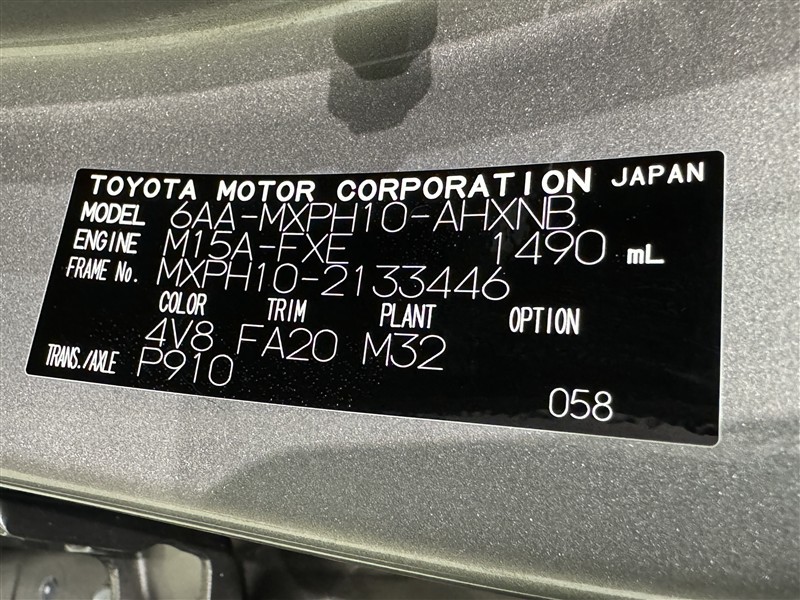 TOYOTA MOTOR CORPORATION JAPAN
MODEL 6AA-MXPH10-AHXNB
ENGINE M15A-FXE 1490 mL
FRAME No. MXPH10-2133446
COLOR TRIM PLANT OPTION
4V8 FA20 M32
TRANS./AXLE P910
058